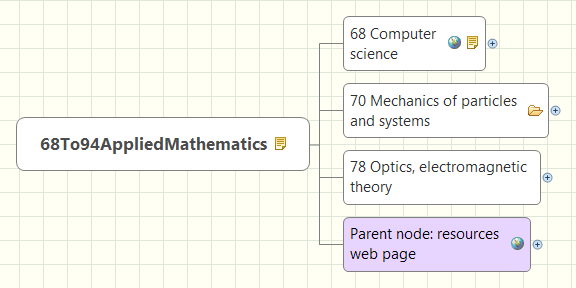 68 Computer
science
70 Mechanics of particles
and systems
68To94AppliedMathematics
78 Optics, electromagnetic
theory
Parent node: resources
web page